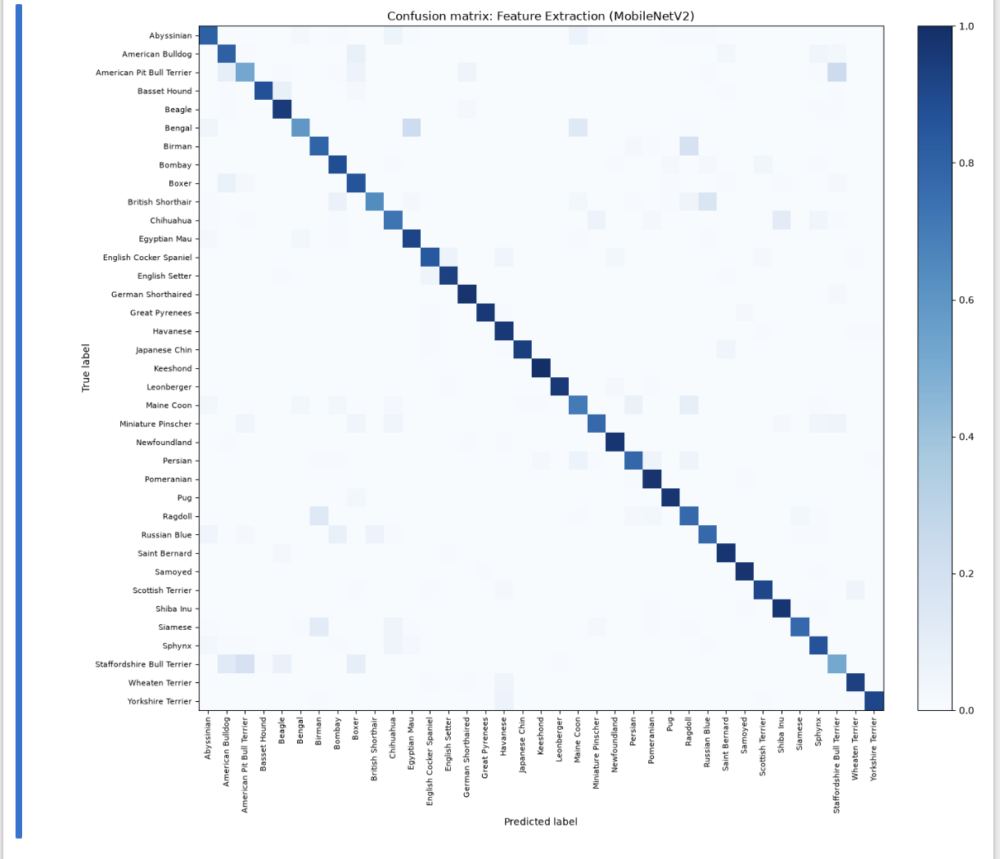 Confusion matrix: Feature Extraction (MobileNetV2)
Abyssinian
American Bulldog
American Pit Bull Terrier
Basset Hound
Beagle
Bengal
Birman
Bombay
Boxer
British Shorthair
Chihuahua
Egyptian Mau
English Cocker Spaniel
English Setter
German Shorthaired
Great Pyrenees
Havanese
Japanese Chin
Keeshond
Leonberger
Maine Coon
Miniature Pinscher
Newfoundland
Persian
Pomeranian
Pug
Ragdoll
Russian Blue
Saint Bernard
Samoyed
Scottish Terrier
Shiba Inu
Siamese
Sphynx
Staffordshire Bull Terrier
Wheaten Terrier
Yorkshire Terrier
True label
Abyssinian
American Bulldog
American Pit Bull Terrier
Basset Hound
Beagle
Bengal
Birman
Bombay
Boxer
British Shorthair
Chihuahua
Egyptian Mau
English Cocker Spaniel
English Setter
German Shorthaired
Great Pyrenees
Havanese
Japanese Chin
Keeshond
Leonberger
Maine Coon
Miniature Pinscher
Newfoundland
Persian
Pomeranian
Pug
Ragdoll
Russian Blue
Saint Bernard
Samoyed
Scottish Terrier
Shiba Inu
Siamese
Sphynx
Staffordshire Bull Terrier
Wheaten Terrier
Yorkshire Terrier
Predicted label
1.0
0.8
0.6
0.4
0.2
0.0